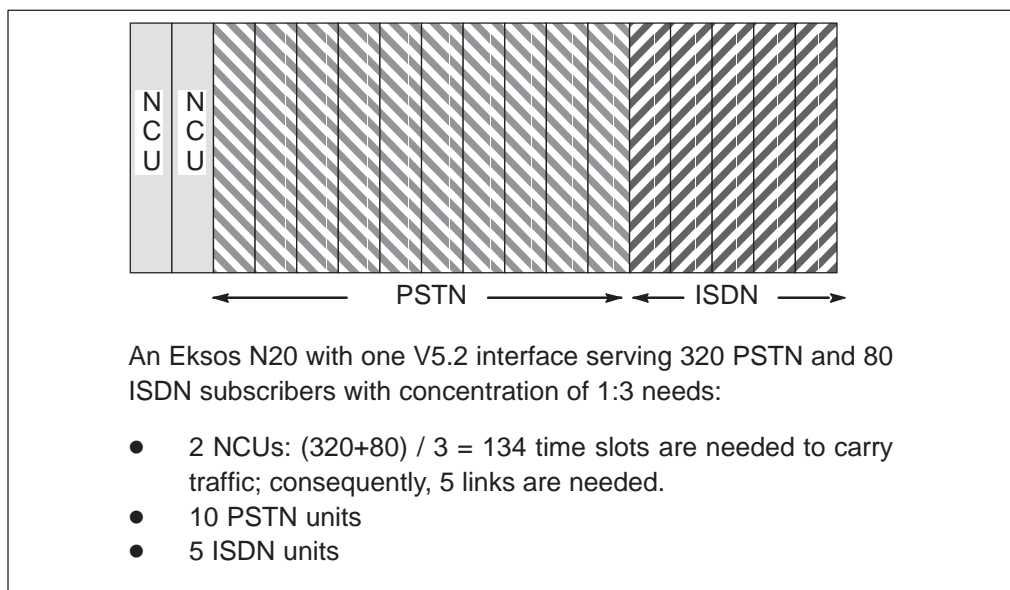 N C U
N C U
PSTN
ISDN
An Eksos N20 with one V5.2 interface serving 320 PSTN and 80
ISDN subscribers with concentration of 1:3 needs:
● 2 NCUs: (320+80) / 3 = 134 time slots are needed to carry
traffic; consequently, 5 links are needed.
● 10 PSTN units
● 5 ISDN units